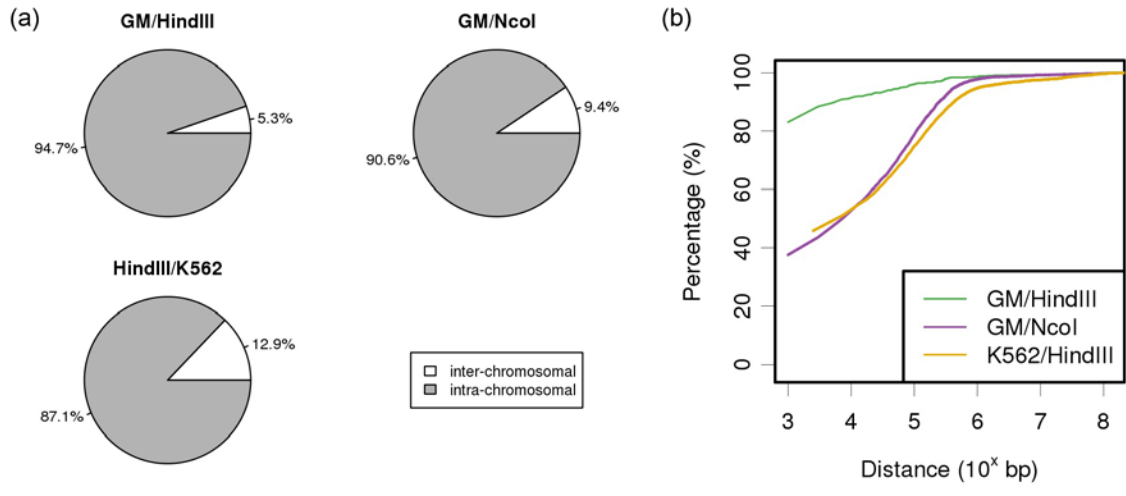 (a)
GM/HindIII
5.3%
94.7%
GM/NcoI
9.4%
90.6%
HindIII/K562
12.9%
87.1%
inter-chromosomal
intra-chromosomal
(b)
Percentage (%)
100
80
60
40
20
0
GM/HindIII
GM/NcoI
K562/HindIII
3 4 5 6 7 8
Distance (10^x bp)